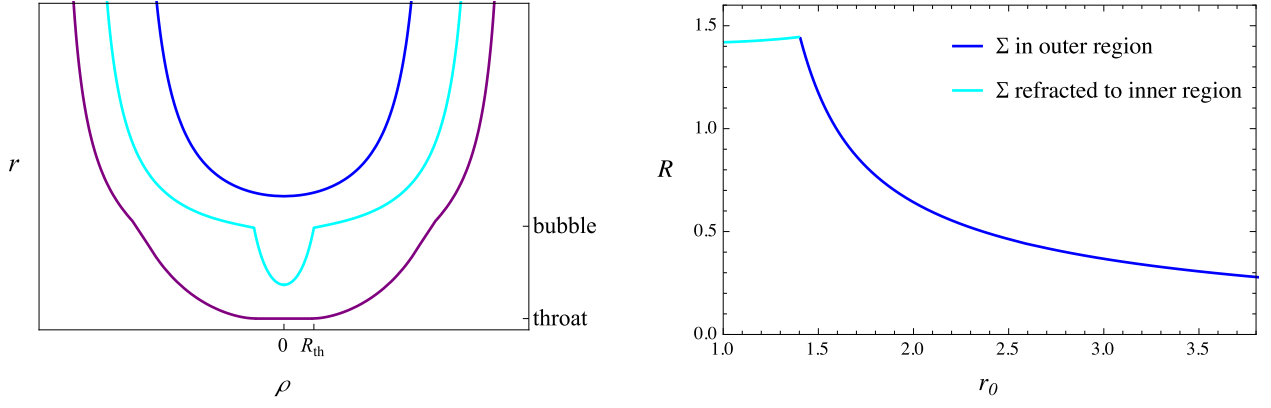 r
bubble
throat
0
R_th
ρ
R
1.5
1.0
0.5
0.0
Σ in outer region
Σ refracted to inner region
1.0
1.5
2.0
2.5
3.0
3.5
r_0